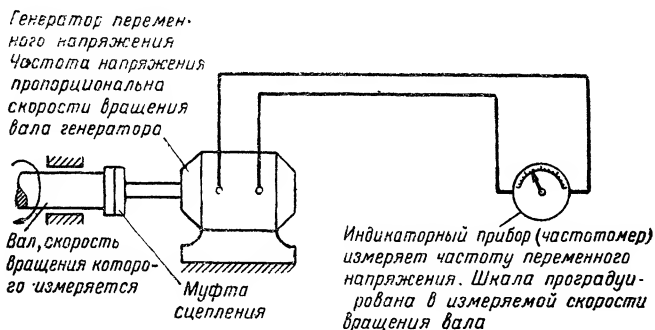 Генератор перемен-
ного напряжения
Частота напряжения
пропорциональна
скорости вращения
вала генератора
Вал, скорость
вращения которо-
го измеряется
Муфта
сцепления
Индикаторный прибор (частотомер)
измеряет частоту переменного
напряжения. Шкала проградуи-
рована в измеряемой скорости
вращения вала